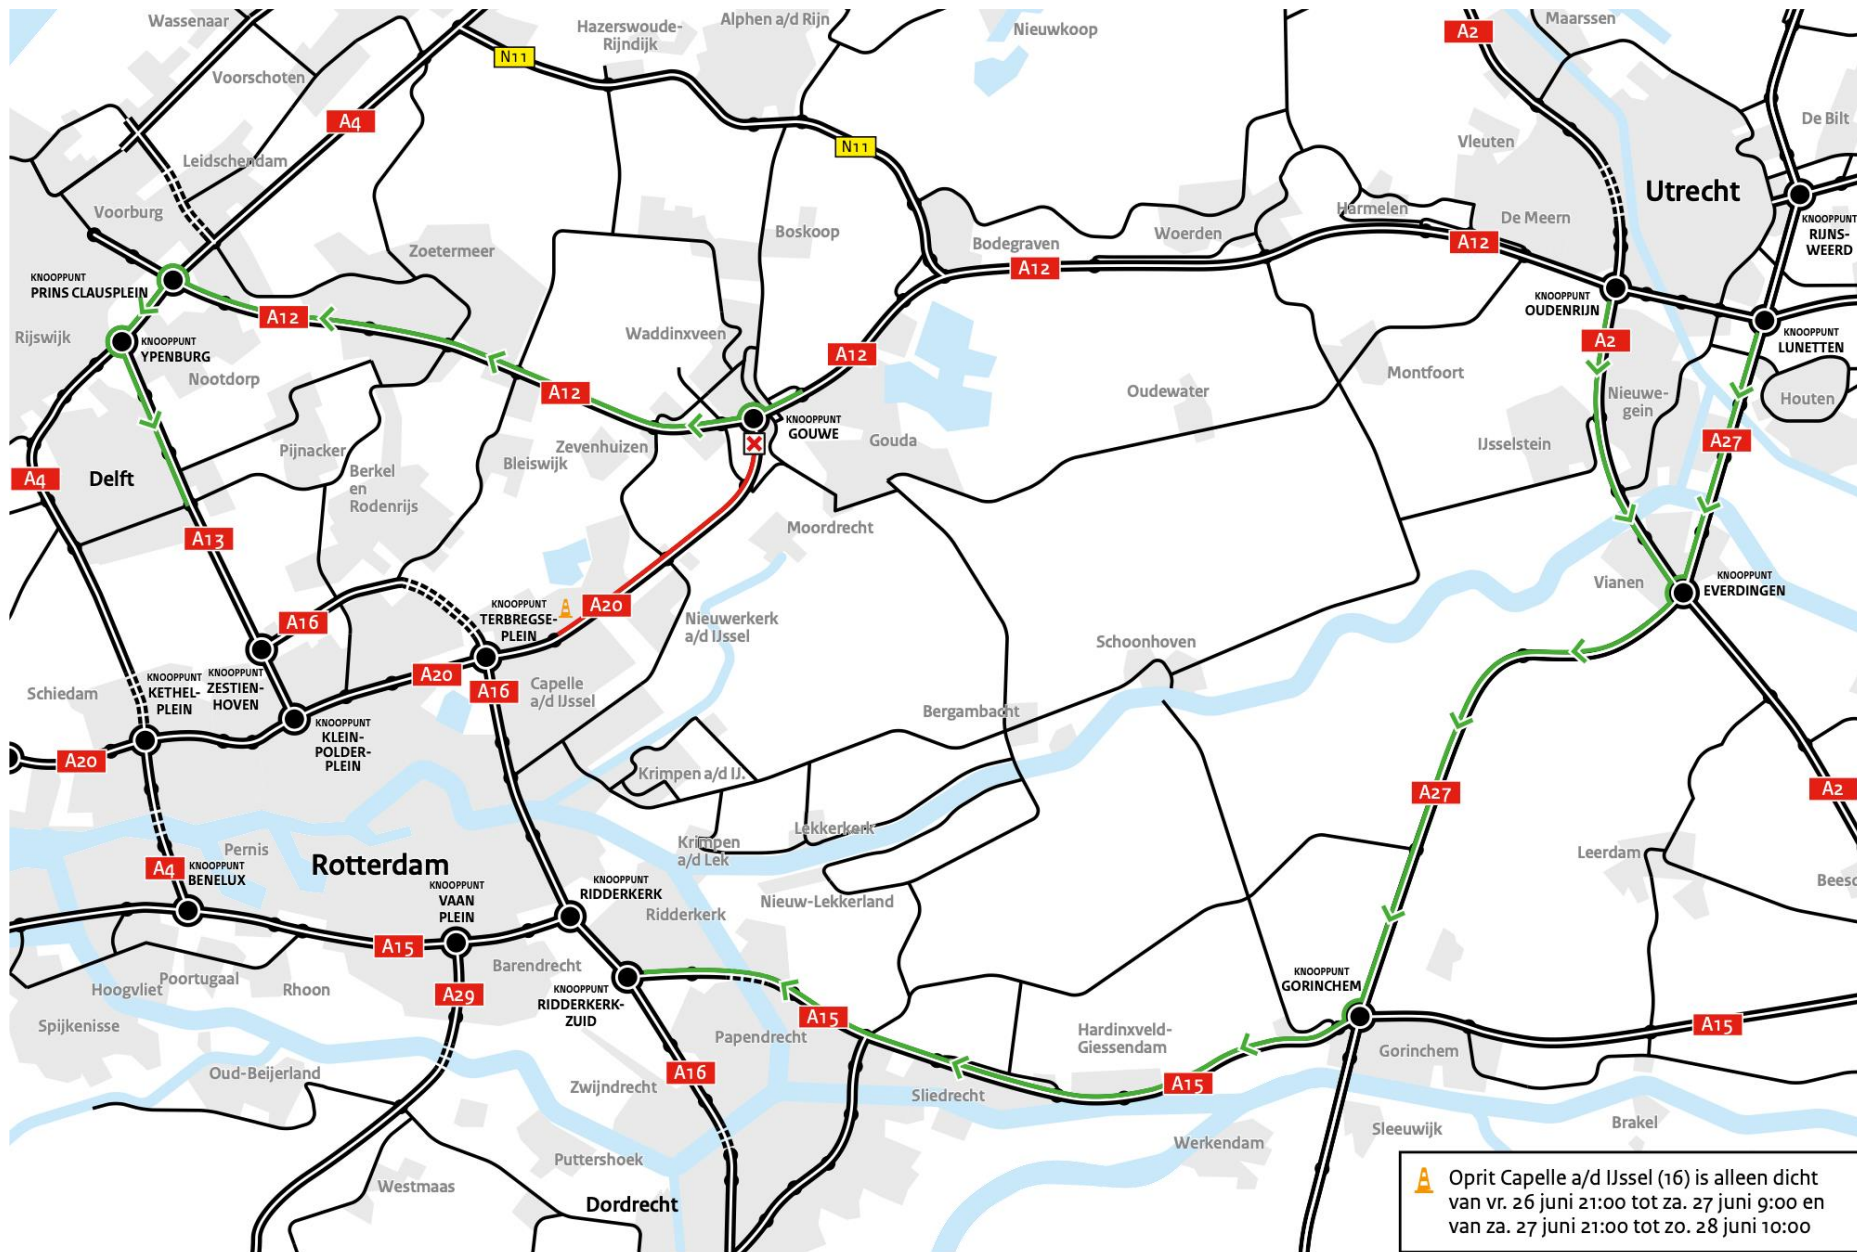 Wassenaar
Hazerswoude-
Rijndijk
Alphen a/d Rijn
Nieuwkoop
A2
Maarssen
N11
Voorschoten
A4
De Bilt
N11
Vleuten
Leidschendam
Utrecht
Voorburg
Harmelen
De Meern
Boskoop
Woerden
KNOOPPUNT
RIJNS-
WEERD
Zoetermeer
Bodegraven
A12
A12
KNOOPPUNT
PRINS CLAUSPLEIN
KNOOPPUNT
OUDENRIJN
A12
Rijswijk
KNOOPPUNT
YPENBURG
Waddinxveen
A12
A2
KNOOPPUNT
LUNETTEN
Nootdorp
A12
Oudewater
Montfoort
Nieuwe-
gein
Houten
KNOOPPUNT
GOUWE
Gouda
Zevenhuizen
Bleiswijk
Pijnacker
IJsselstein
A27
A4
Delft
Berkel
en
Rodenrijs
Moordrecht
A13
Vianen
KNOOPPUNT
EVERDINGEN
A16
KNOOPPUNT
TERBREGSE-
PLEIN
A20
Nieuwerkerk
a/d IJssel
Schoonhoven
Schiedam
KNOOPPUNT
KETHEL-
PLEIN
KNOOPPUNT
ZESTIEN-
HOVEN
A20
A16
Capelle
a/d IJssel
Bergambacht
KNOOPPUNT
KLEIN-
POLDER-
PLEIN
A20
Krimpen a/d IJ.
A27
A2
Lekkerkerk
Krimpen
a/d Lek
Pernis
Rotterdam
Leerdam
A4
KNOOPPUNT
BENELUX
KNOOPPUNT
VAAN
PLEIN
KNOOPPUNT
RIDDERKERK
Beesd
Nieuw-Lekkerland
Ridderkerk
A15
Barendrecht
Poortugaal
Hoogvliet
Rhoon
A29
KNOOPPUNT
RIDDERKERK-
ZUID
KNOOPPUNT
GORINCHEM
Spijkenisse
A15
Papendrecht
Hardinxveld-
Giessendam
A15
Gorinchem
Oud-Beijerland
Zwijndrecht
A16
Sliedrecht
A15
Brakel
Sleeuwijk
Werkendam
Puttershoek
Westmaas
Dordrecht
Oprit Capelle a/d IJssel (16) is alleen dicht
van vr. 26 juni 21:00 tot za. 27 juni 9:00 en
van za. 27 juni 21:00 tot zo. 28 juni 10:00